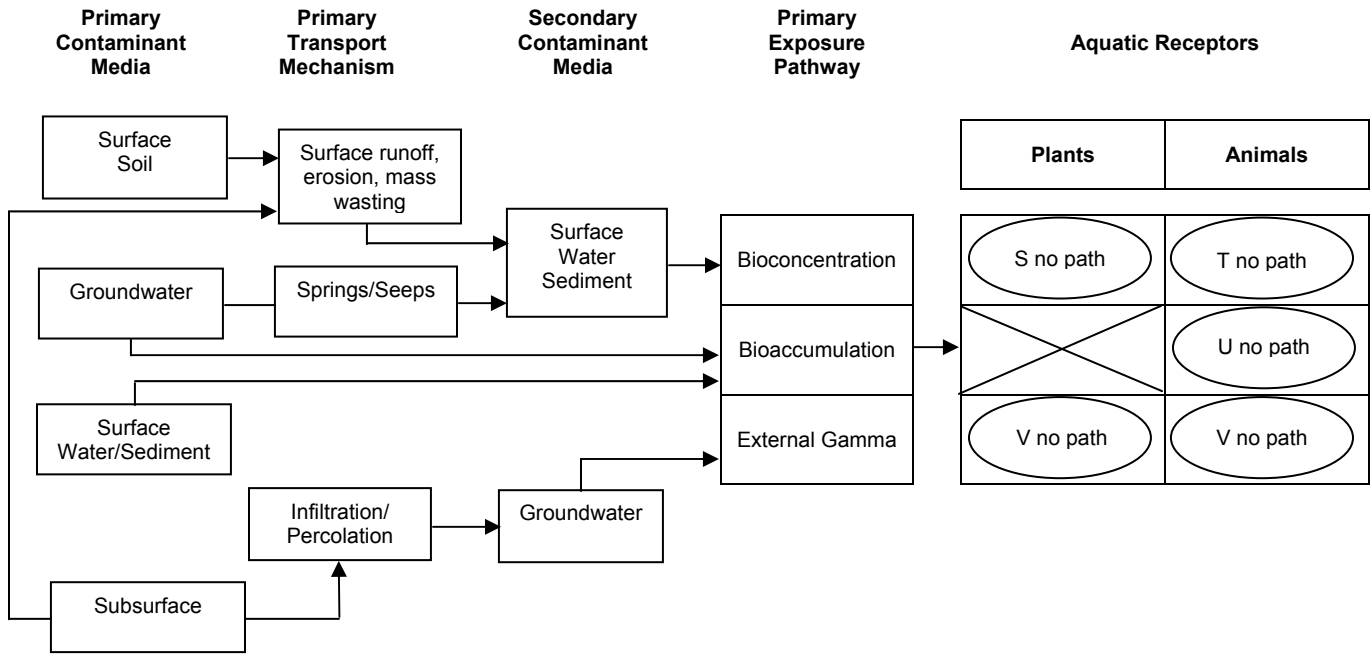 Primary
Contaminant
Media
Primary
Transport
Mechanism
Secondary
Contaminant
Media
Primary
Exposure
Pathway
Aquatic Receptors
Surface
Soil
Surface runoff,
erosion, mass
wasting
Plants
Animals
Surface
Water
Sediment
Bioconcentration
S no path
T no path
Groundwater
Springs/Seeps
Bioaccumulation
U no path
Surface
Water/Sediment
External Gamma
V no path
V no path
Infiltration/
Percolation
Groundwater
Subsurface